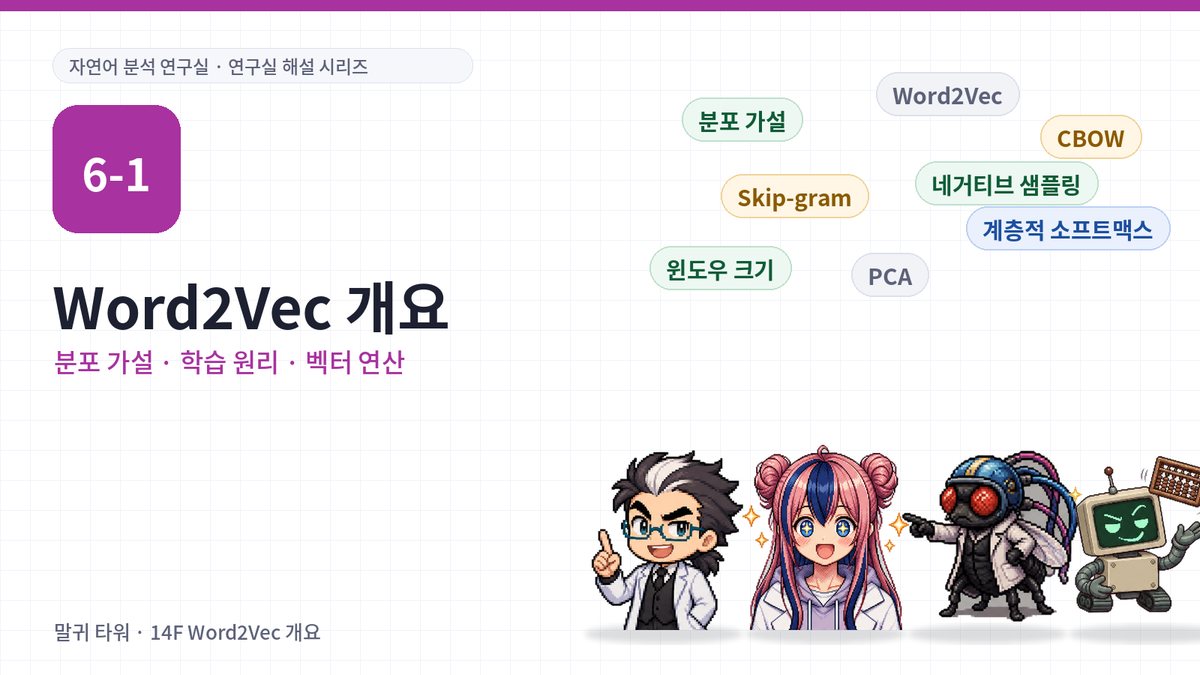 자연어 분석 연구실 · 연구실 해설 시리즈
6-1
Word2Vec 개요
분포 가설 · 학습 원리 · 벡터 연산
Word2Vec
분포 가설
CBOW
네거티브 샘플링
Skip-gram
계층적 소프트맥스
윈도우 크기
PCA
말귀 타워 · 14F Word2Vec 개요